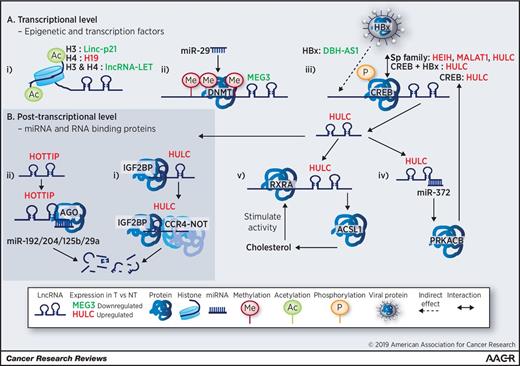 A. Transcriptional level
– Epigenetic and transcription factors
i)
Ac
Ac
H3 : Linc-p21
H4 : H19
H3 & H4 : lncRNA-LET
ii)
miR-29
Me
Me
Me
DNMT
MEG3
iii)
HBx
HBx: DBH-AS1
P
CREB
Sp family: HEIH, MALAT1, HULC
CREB + HBx : HULC
CREB: HULC
HULC
B. Post-transcriptional level
– miRNA and RNA binding proteins
ii)
HOTTIP
HOTTIP
AGO
miR-192/204/125b/29a
i)
IGF2BP
HULC
HULC
IGF2BP
CCR4-NOT
v)
HULC
RXRA
Stimulate
activity
Cholesterol
ACSL1
iv)
HULC
miR-372
PRKACB
LncRNA
Expression in T vs NT
MEG3 Downregulated
HULC Upregulated
Protein
Histone
miRNA
Methylation
Me
Acetylation
Ac
Phosphorylation
P
Viral protein
Indirect
effect
Interaction
© 2019 American Association for Cancer Research
Cancer Research Reviews
AACR